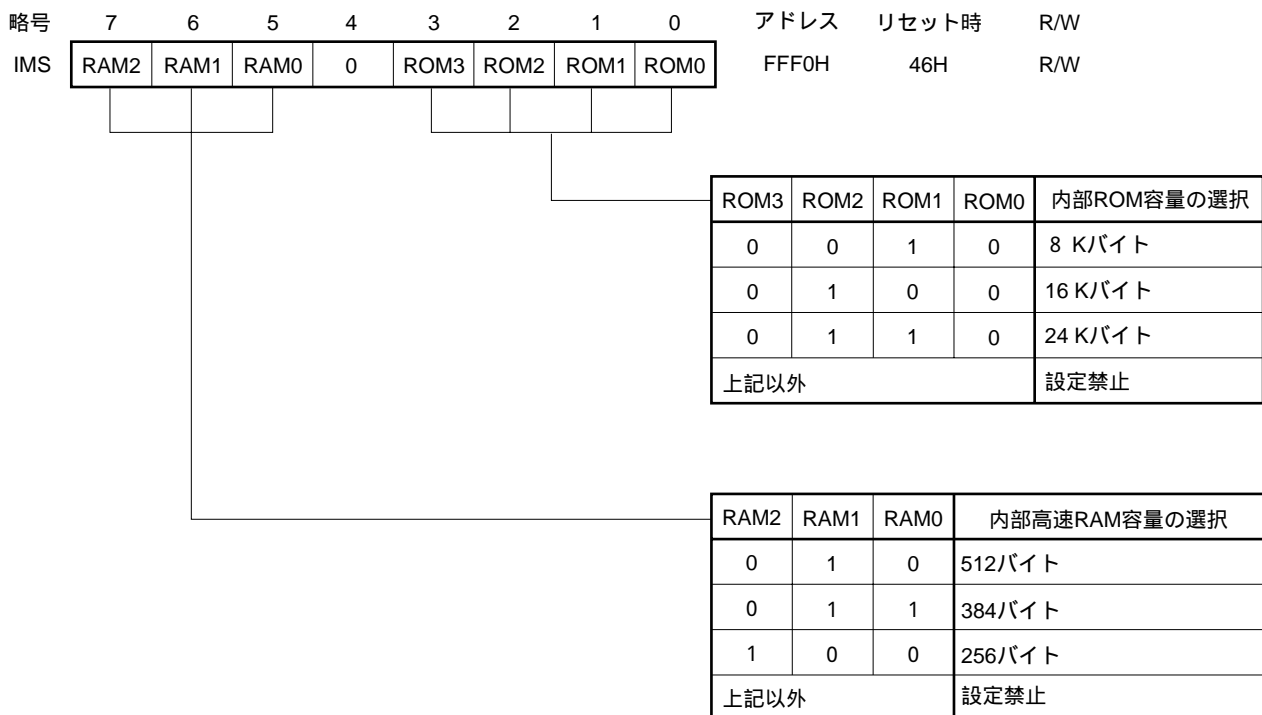 略号 7 6 5 4 3 2 1 0 アドレス リセット時 R/W
IMS RAM2 RAM1 RAM0 0 ROM3 ROM2 ROM1 ROM0 FFF0H 46H R/W
ROM3 ROM2 ROM1 ROM0 内部ROM容量の選択
0 0 1 0 8 Kバイト
0 1 0 0 16 Kバイト
0 1 1 0 24 Kバイト
上記以外 設定禁止
RAM2 RAM1 RAM0 内部高速RAM容量の選択
0 1 0 512バイト
0 1 1 384バイト
1 0 0 256バイト
上記以外 設定禁止